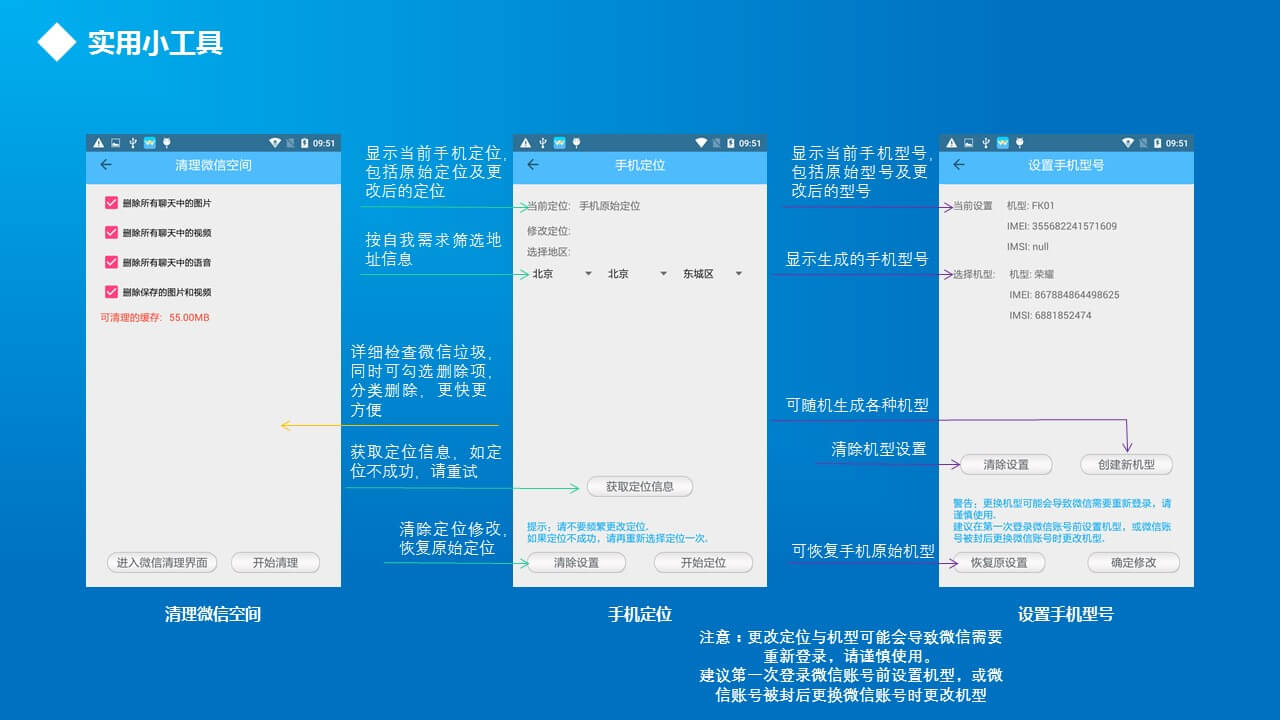 实用小工具
09:51
清理微信空间
删除所有聊天中的图片
删除所有聊天中的视频
删除所有聊天中的语音
删除保存的图片和视频
可清理的缓存: 55.00MB
进入微信清理界面
开始清理
清理微信空间
显示当前手机定位,
包括原始定位及更
改后的定位
按自我需求筛选地
址信息
详细检查微信垃圾,
同时可勾选删除项,
分类删除, 更快更
方便
获取定位信息, 如定
位不成功, 请重试
清除定位修改,
恢复原始定位
09:51
手机定位
当前定位: 手机原始定位
修改定位:
选择地区:
北京 北京 东城区
获取定位信息
提示: 请不要频繁更改定位.
如果定位不成功, 请再重新选择定位一次.
清除设置
开始定位
手机定位
显示当前手机型号,
包括原始型号及更
改后的型号
显示生成的手机型号
可随机生成各种机型
清除机型设置
可恢复手机原始机型
09:51
设置手机型号
当前设置 机型: FK01
IMEI: 355682241571609
IMSI: null
选择机型: 机型: 荣耀
IMEI: 867884864498625
IMSI: 6881852474
清除设置
创建新机型
警告: 更换机型可能会导致微信需要重新登录, 请
谨慎使用.
建议在第一次登录微信账号前设置机型, 或微信账
号被封后更换微信账号时更改机型.
恢复原设置
确定修改
设置手机型号
注意：更改定位与机型可能会导致微信需要
重新登录，请谨慎使用。
建议第一次登录微信账号前设置机型，或微
信账号被封后更换微信账号时更改机型